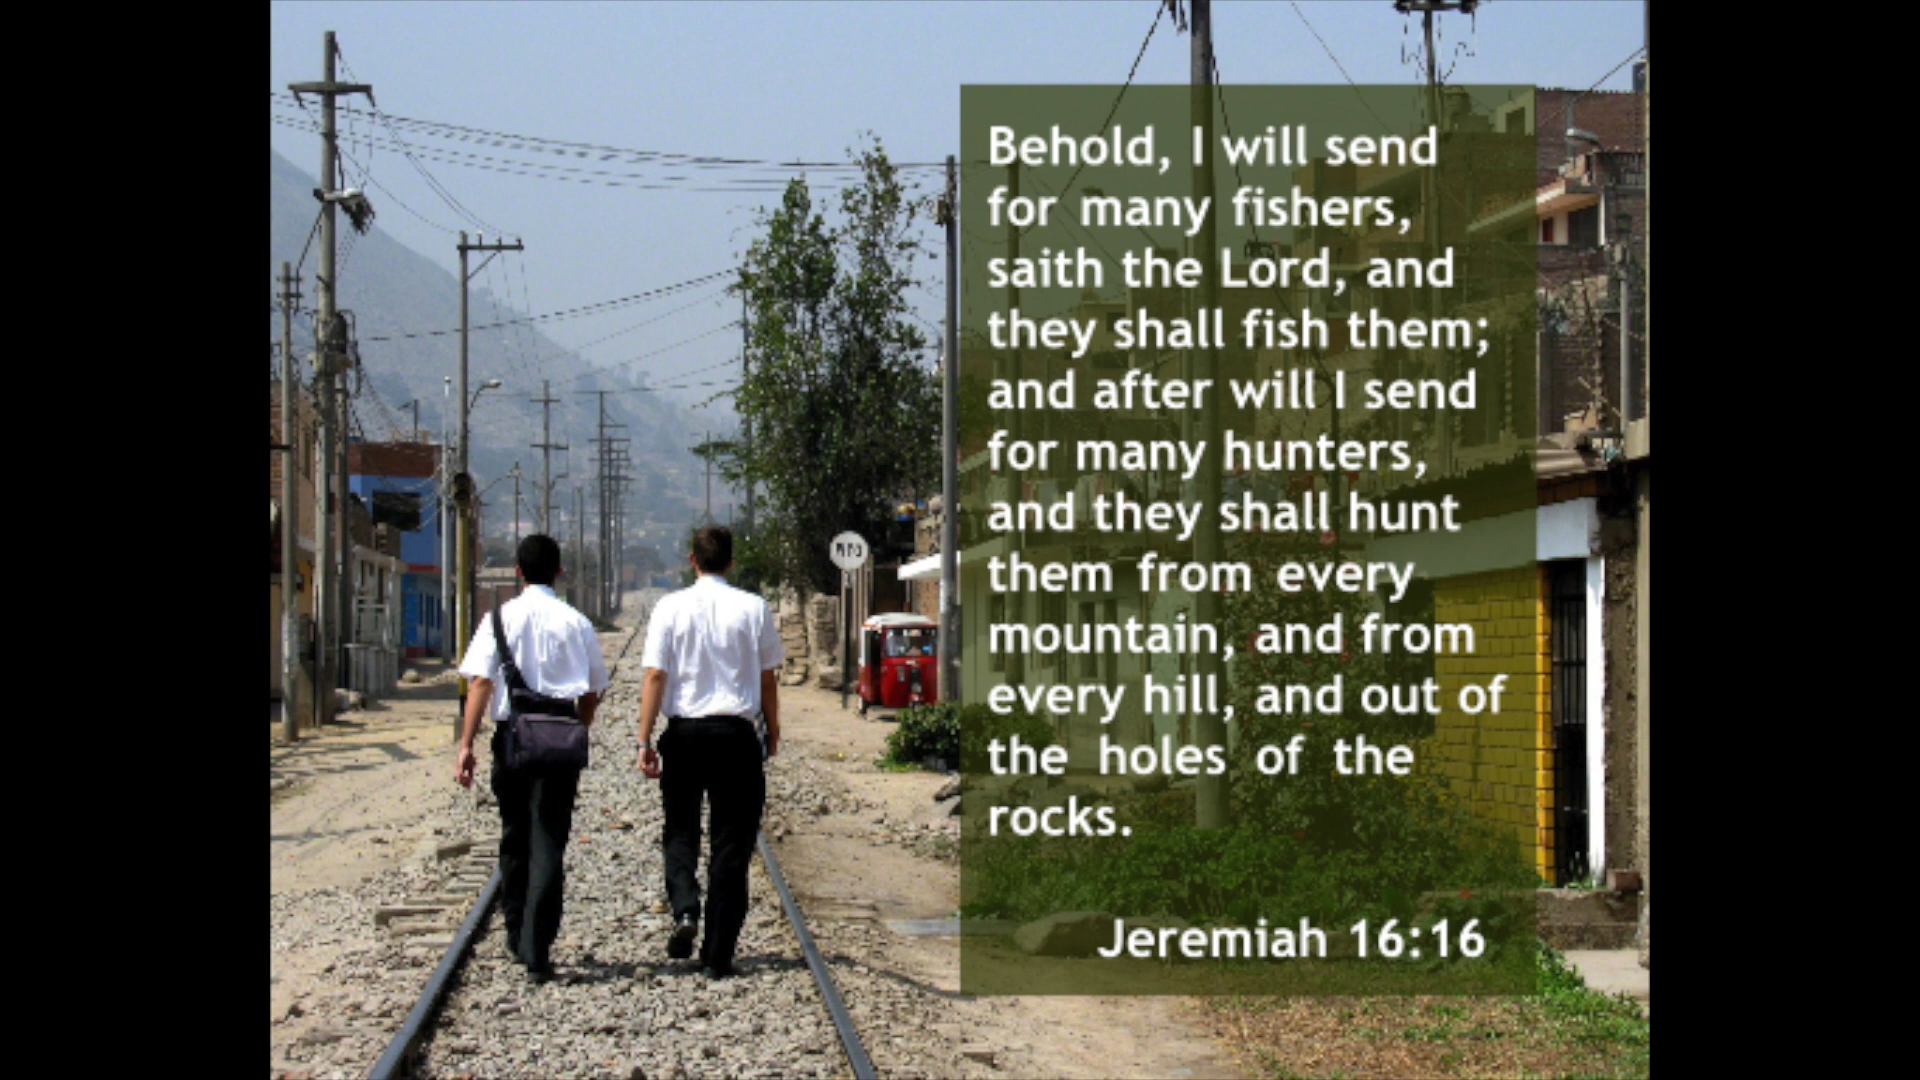 Behold, I will send
for many fishers,
saith the Lord, and
they shall fish them;
and after will I send
for many hunters,
and they shall hunt
them from every
mountain, and from
every hill, and out of
the holes of the
rocks.
Jeremiah 16:16